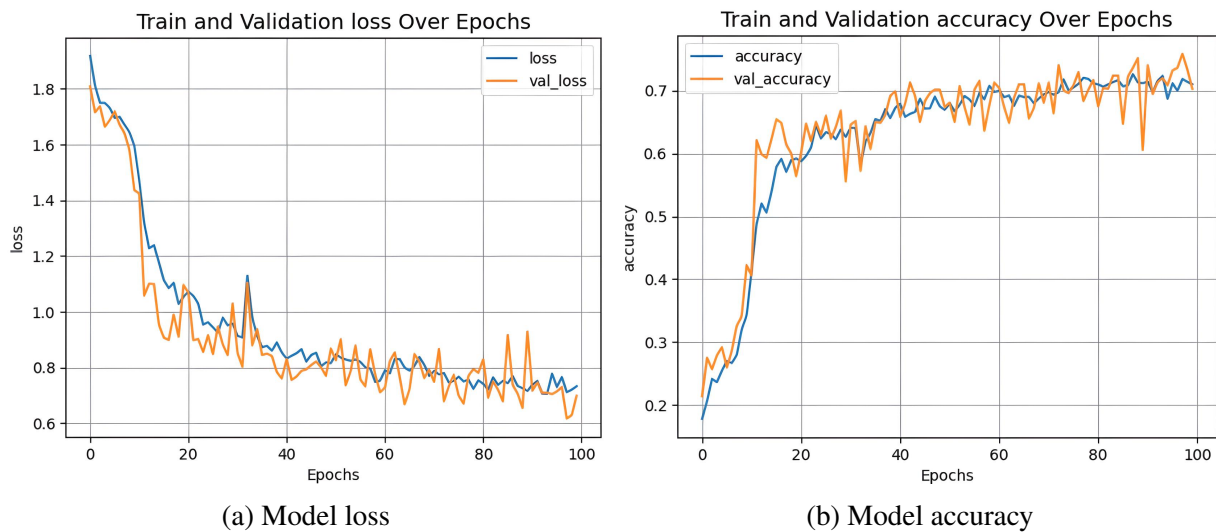 Train and Validation loss Over Epochs
loss
val_loss
1.8
1.6
1.4
1.2
1.0
0.8
0.6
loss
0 20 40 60 80 100
Epochs
(a) Model loss
Train and Validation accuracy Over Epochs
accuracy
val_accuracy
0.7
0.6
0.5
0.4
0.3
0.2
accuracy
0 20 40 60 80 100
Epochs
(b) Model accuracy